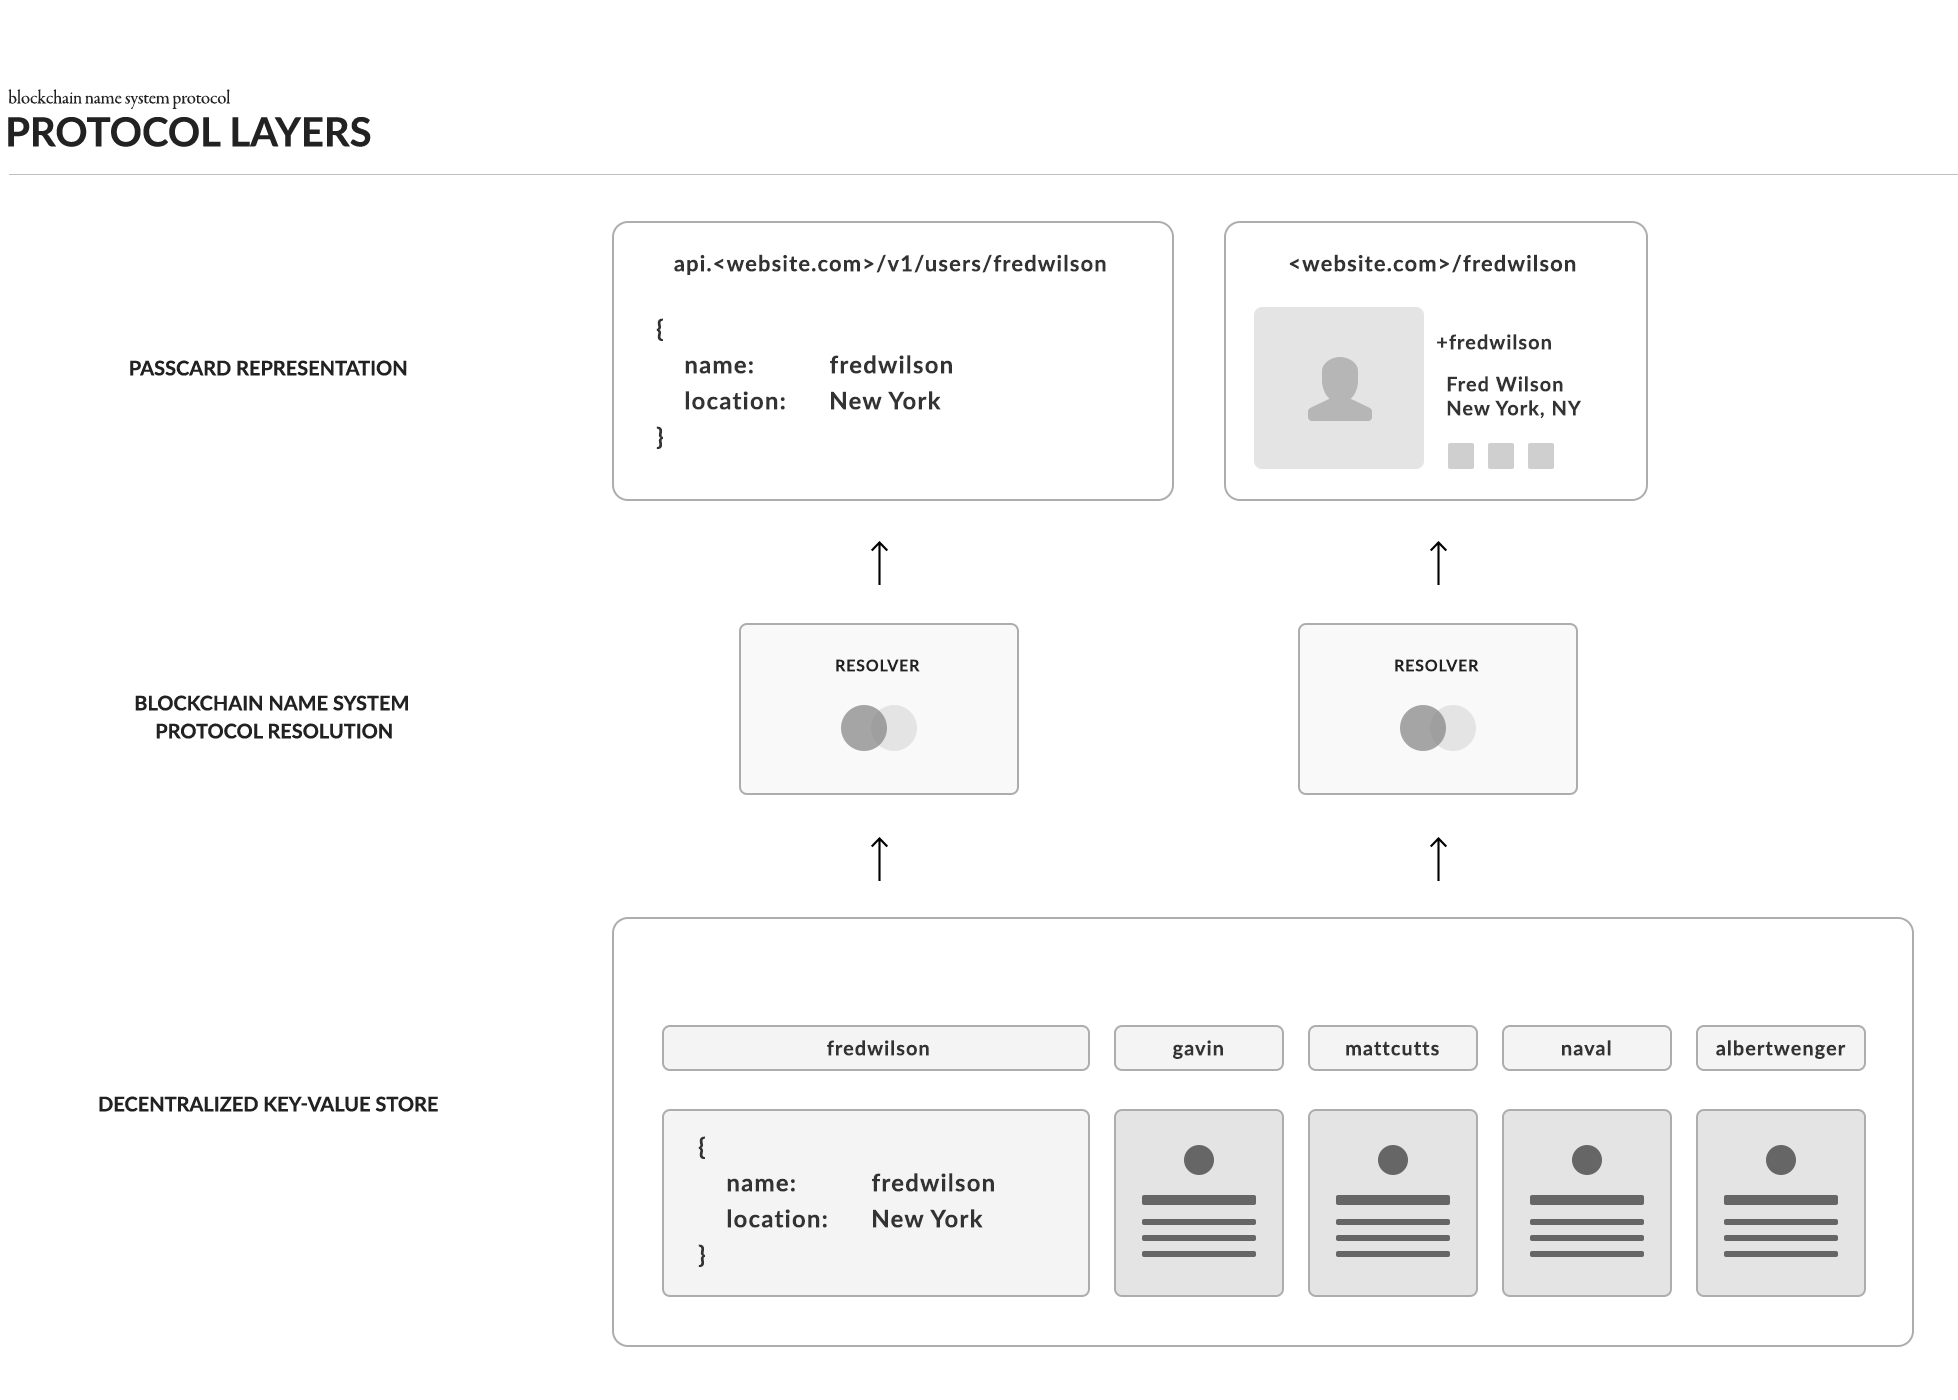 blockchain name system protocol
PROTOCOL LAYERS
PASSCARD REPRESENTATION
api.<website.com>/v1/users/fredwilson
{
name: fredwilson
location: New York
}
<website.com>/fredwilson
+fredwilson
Fred Wilson
New York, NY
BLOCKCHAIN NAME SYSTEM
PROTOCOL RESOLUTION
RESOLVER
RESOLVER
DECENTRALIZED KEY-VALUE STORE
fredwilson
gavin
mattcutts
naval
albertwenger
{
name: fredwilson
location: New York
}